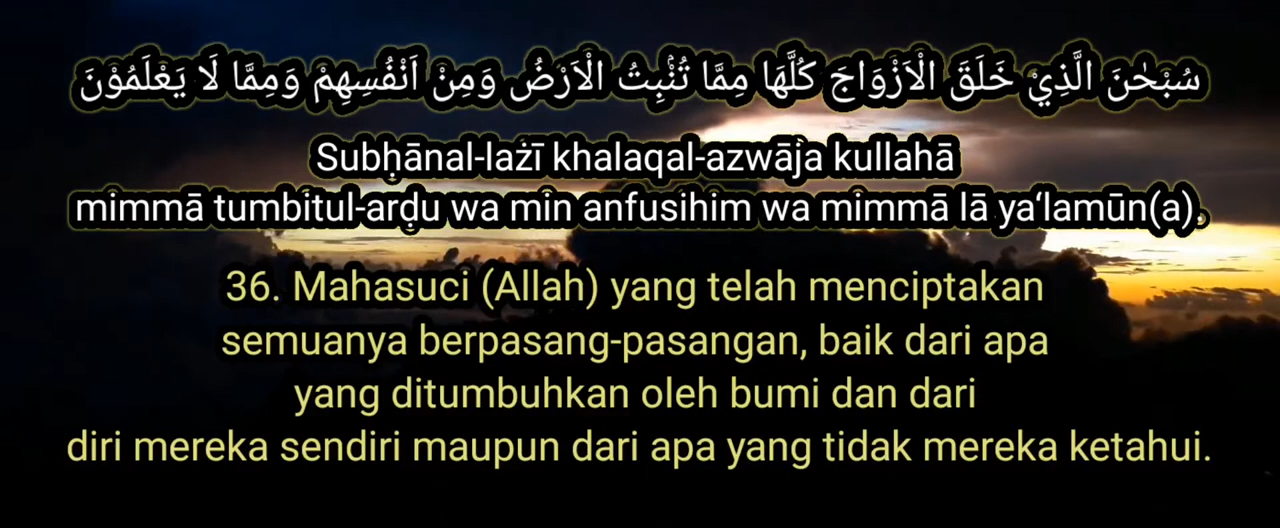 سُبْحٰنَ الَّذِيْ خَلَقَ الْاَزْوَاجَ كُلَّهَا مِمَّا تُنْۢبِتُ الْاَرْضُ وَمِنْ اَنْفُسِهِمْ وَمِمَّا لَا يَعْلَمُوْنَ
Subḥānal-lażī khalaqal-azwāja kullahā
mimmā tumbitul-arḍu wa min anfusihim wa mimmā lā ya‘lamūn(a).
36. Mahasuci (Allah) yang telah menciptakan
semuanya berpasang-pasangan, baik dari apa
yang ditumbuhkan oleh bumi dan dari
diri mereka sendiri maupun dari apa yang tidak mereka ketahui.